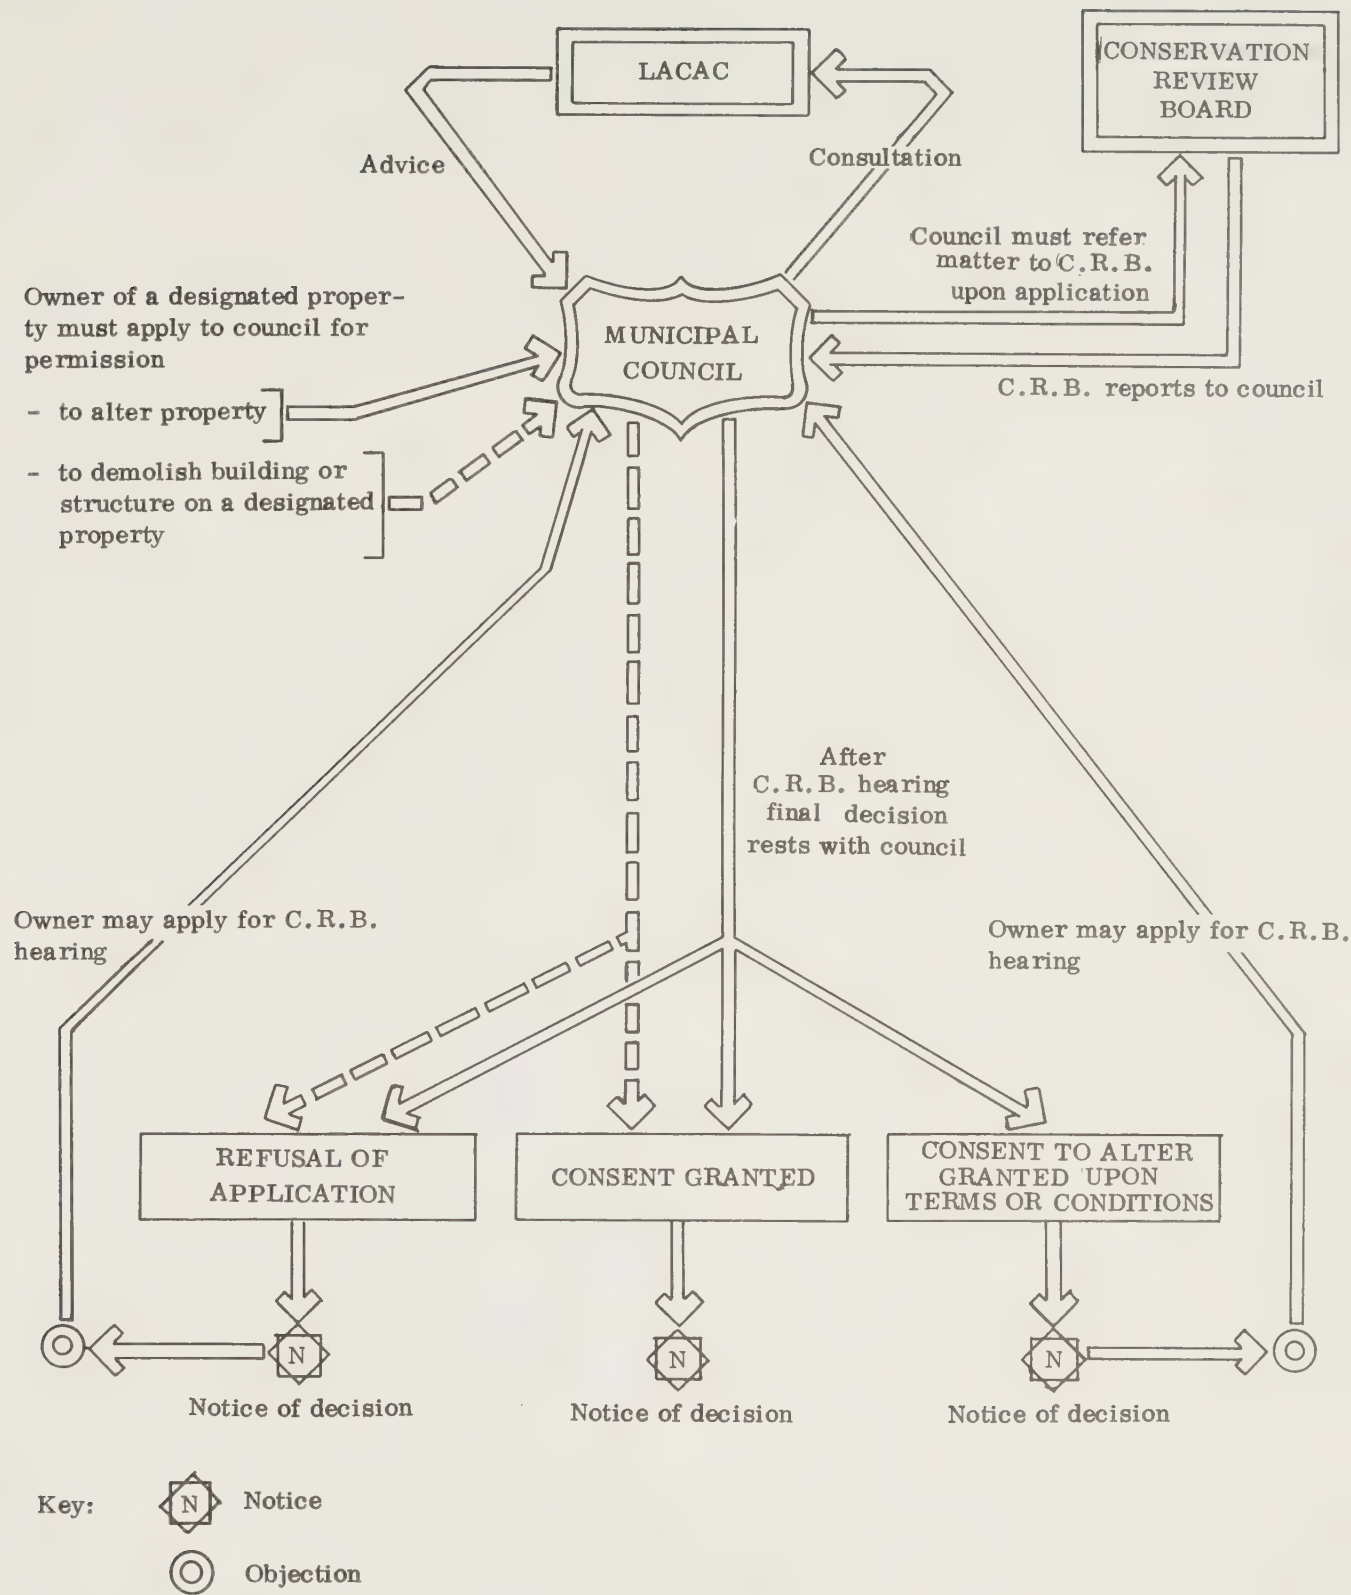 LACAC
CONSERVATION
REVIEW
BOARD
Advice
Consultation
Council must refer
matter to C.R.B.
upon application
Owner of a designated proper-
ty must apply to council for
permission
- to alter property
- to demolish building or
structure on a designated
property
MUNICIPAL
COUNCIL
C.R.B. reports to council
After
C.R.B. hearing
final decision
rests with council
Owner may apply for C.R.B.
hearing
Owner may apply for C.R.B.
hearing
REFUSAL OF
APPLICATION
CONSENT GRANTED
CONSENT TO ALTER
GRANTED UPON
TERMS OR CONDITIONS
N
N
N
Notice of decision
Notice of decision
Notice of decision
Key:
N
Notice
Objection